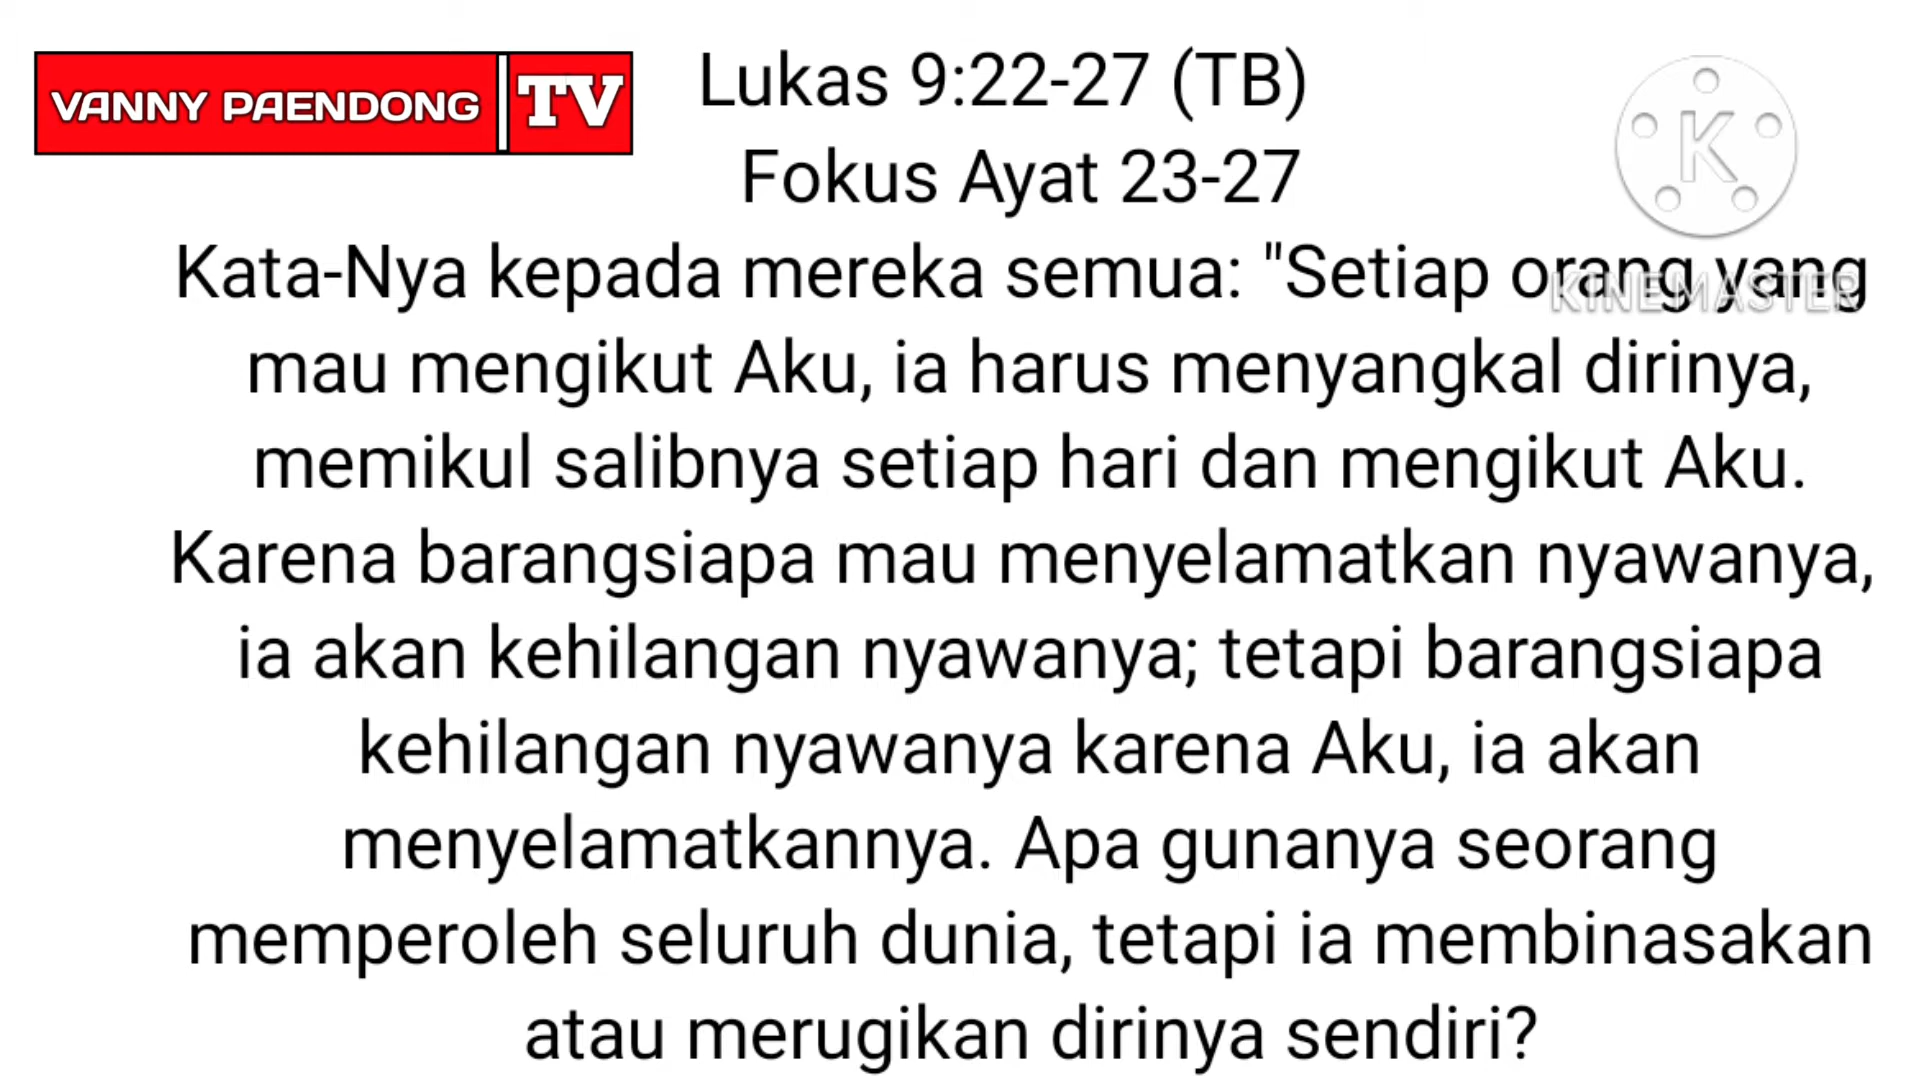 VANNY PAENDONG TV
Lukas 9:22-27 (TB)
Fokus Ayat 23-27
K
Kata-Nya kepada mereka semua: "Setiap orang yang
KINEMASTER
mau mengikut Aku, ia harus menyangkal dirinya,
memikul salibnya setiap hari dan mengikut Aku.
Karena barangsiapa mau menyelamatkan nyawanya,
ia akan kehilangan nyawanya; tetapi barangsiapa
kehilangan nyawanya karena Aku, ia akan
menyelamatkannya. Apa gunanya seorang
memperoleh seluruh dunia, tetapi ia membinasakan
atau merugikan dirinya sendiri?